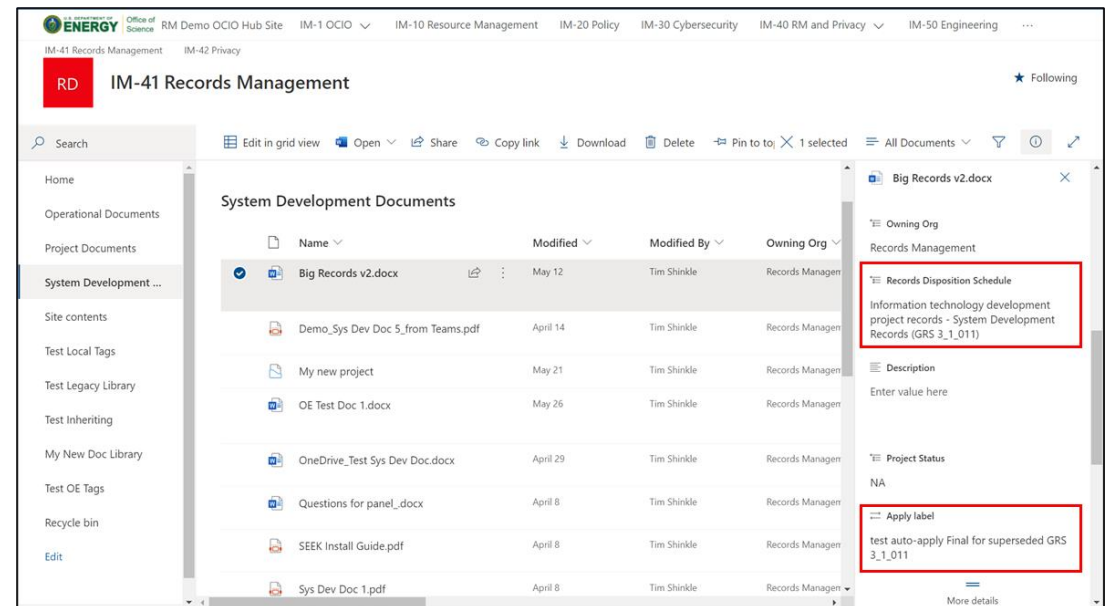 U.S. DEPARTMENT OF
ENERGY
Office of
Science
RM Demo OCIO Hub Site
IM-1 OCIO
IM-10 Resource Management
IM-20 Policy
IM-30 Cybersecurity
IM-40 RM and Privacy
IM-50 Engineering
...
IM-41 Records Management
IM-42 Privacy
RD
IM-41 Records Management
Following
Search
Edit in grid view
Open
Share
Copy link
Download
Delete
Pin to to
1 selected
All Documents
Home
Operational Documents
Project Documents
System Development ...
Site contents
Test Local Tags
Test Legacy Library
Test Inheriting
My New Doc Library
Test OE Tags
Recycle bin
Edit
System Development Documents
Name Modified Modified By Owning Org
Big Records v2.docx May 12 Tim Shinkle Records Managem
Demo_Sys Dev Doc 5_from Teams.pdf April 14 Tim Shinkle Records Managem
My new project May 21 Tim Shinkle Records Managem
OE Test Doc 1.docx May 26 Tim Shinkle Records Managem
OneDrive_Test Sys Dev Doc.docx April 29 Tim Shinkle Records Managem
Questions for panel_.docx April 8 Tim Shinkle Records Managem
SEEK Install Guide.pdf April 8 Tim Shinkle Records Managem
Sys Dev Doc 1.pdf April 8 Tim Shinkle Records Managem
Big Records v2.docx
Owning Org
Records Management
Records Disposition Schedule
Information technology development
project records - System Development
Records (GRS 3_1_011)
Description
Enter value here
Project Status
NA
Apply label
test auto-apply Final for superseded GRS
3_1_011
More details